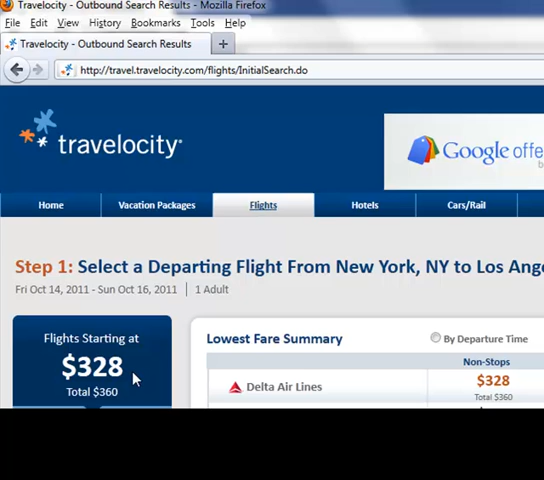 Travelocity - Outbound Search Results - Mozilla Firefox
File Edit View History Bookmarks Tools Help
Travelocity - Outbound Search Results
http://travel.travelocity.com/flights/InitialSearch.do
travelocity
Google offe
Home Vacation Packages Flights Hotels Cars/Rail
Step 1: Select a Departing Flight From New York, NY to Los Ange
Fri Oct 14, 2011 - Sun Oct 16, 2011 | 1 Adult
Flights Starting at
$328
Total $360
Lowest Fare Summary
By Departure Time
Non-Stops
Delta Air Lines
$328
Total $360